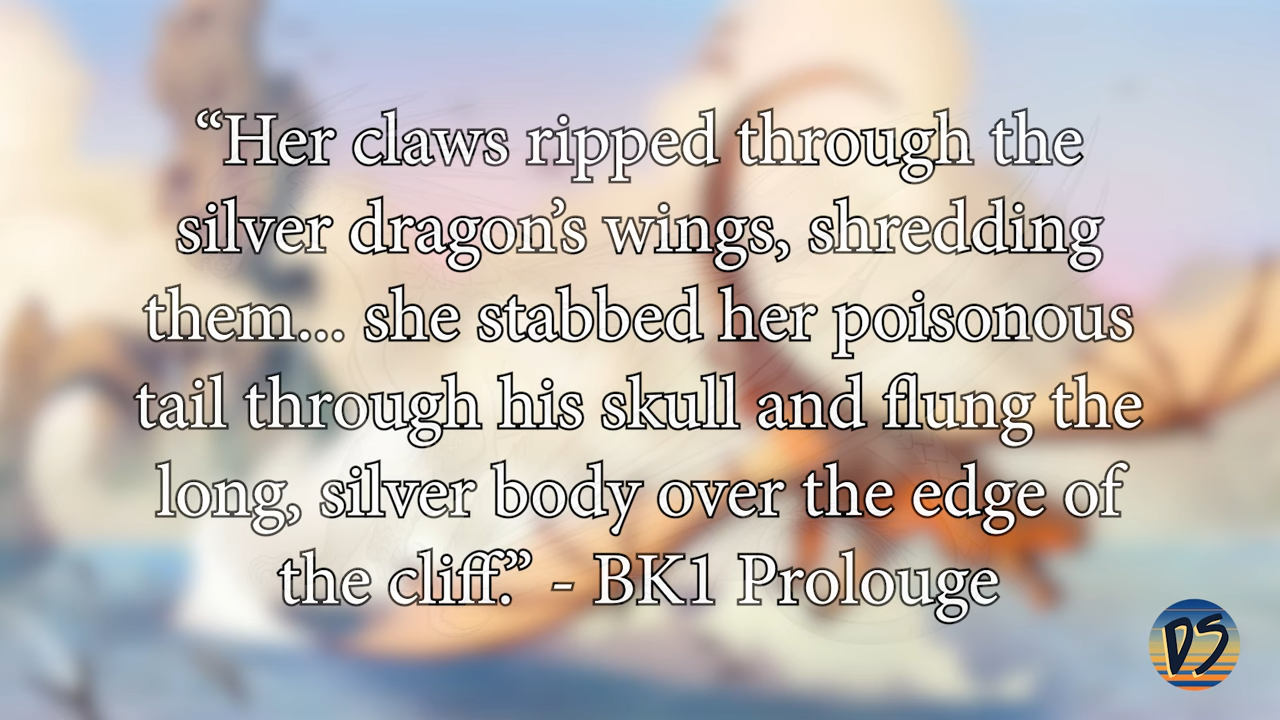 “Her claws ripped through the
silver dragon’s wings, shredding
them... she stabbed her poisonous
tail through his skull and flung the
long, silver body over the edge of
the cliff.” - BK1 Prolouge
DS